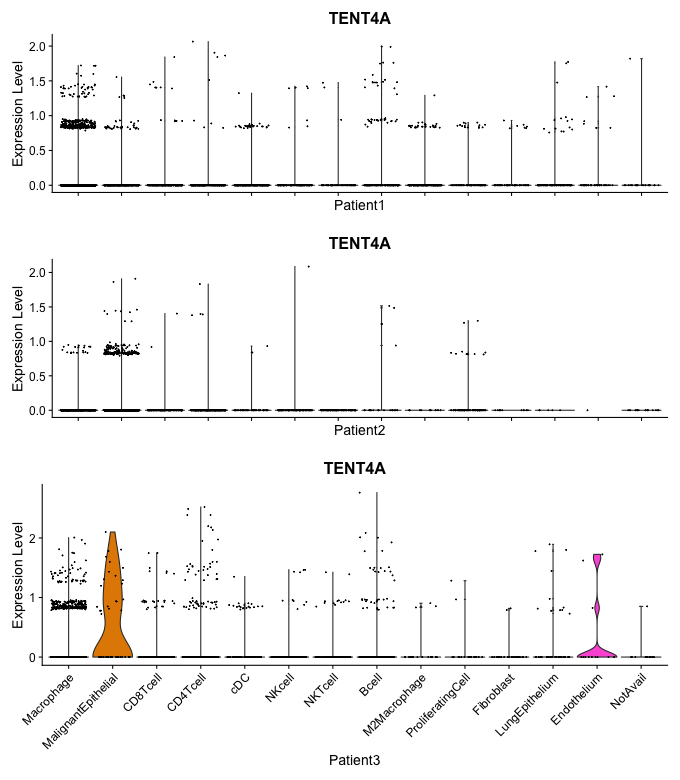 TENT4A
Expression Level
2.0
1.5
1.0
0.5
0.0
Patient1
TENT4A
Expression Level
2.0
1.5
1.0
0.5
0.0
Patient2
TENT4A
Expression Level
2
1
0
Macrophage
MalignantEpithelial
CD8Tcell
CD4Tcell
cDC
NKcell
NKTcell
Bcell
M2Macrophage
ProliferatingCell
Fibroblast
LungEpithelium
Endothelium
NotAvail
Patient3